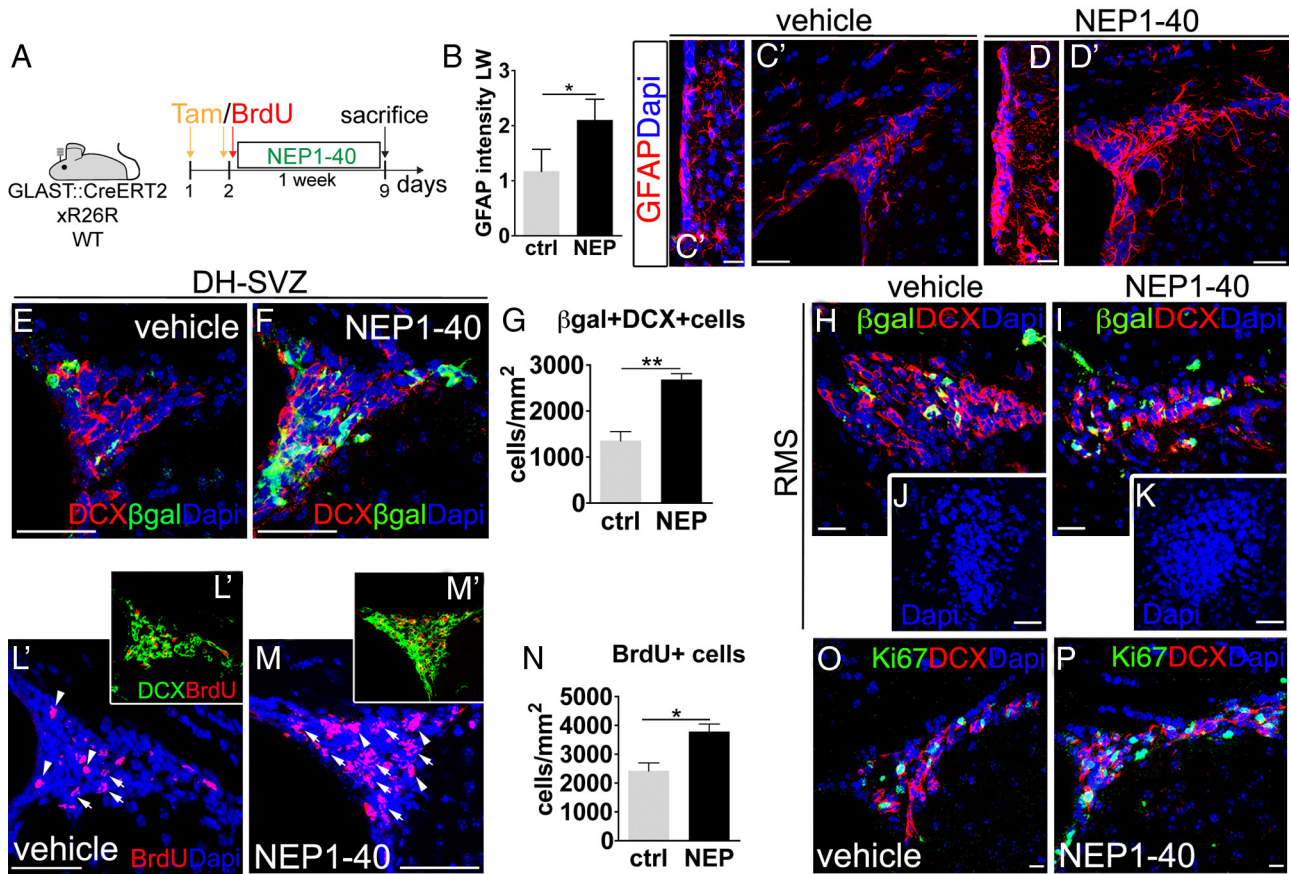 A
Tam/BrdU
sacrifice
NEP1-40
1 week
1
2
9
days
GLAST::CreERT2
xR26R
WT
B
GFAP intensity LW
3
2
1
0
*
ctrl
NEP
vehicle
NEP1-40
GFAPDapi
C'
C'
D
D'
DH-SVZ
E
vehicle
DCXβgalDapi
F
NEP1-40
DCXβgalDapi
G
βgal+DCX+cells
cells/mm2
3000
2000
1000
0
**
ctrl
NEP
vehicle
NEP1-40
RMS
H
βgalDCXDapi
I
βgalDCXDapi
J
Dapi
K
Dapi
L'
DCXBrdU
M'
L'
vehicle
BrdUDapi
M
NEP1-40
N
BrdU+ cells
cells/mm2
5000
4000
3000
2000
1000
0
*
ctrl
NEP
O
Ki67DCXDapi
vehicle
P
Ki67DCXDapi
NEP1-40